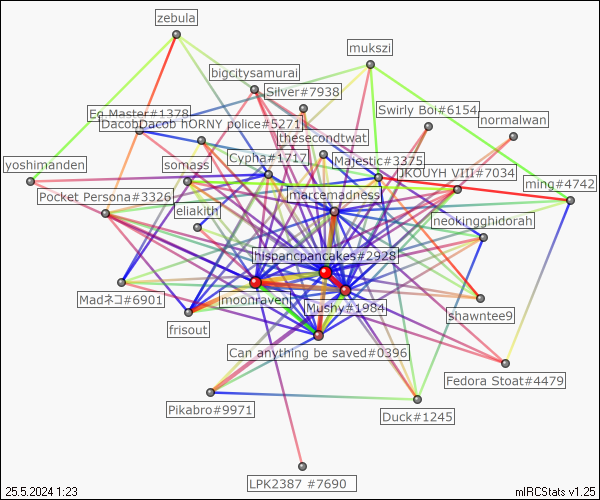 zebula
mukszi
bigcitysamurai
Silver#7938
Eg Master#1378
Swirly Boi#6154
DacobDacob hORNY police#5271
normalwan
thesecondtwat
yoshimanden
somass
Cypha#1717
Majestic#3375
JKOUYH VIII#7034
ming#4742
Pocket Persona#3326
marcemadness
eliakith
neckingghidorah
hispancpancakes#2928
Madネコ#6901
moonraven
Mushy#1984
shawntee9
frisout
Can anything be saved#0396
Fedora Stoat#4479
Pikabro#9971
Duck#1245
LPK2387 #7690
25.5.2024 1:23
mIRCStats v1.25